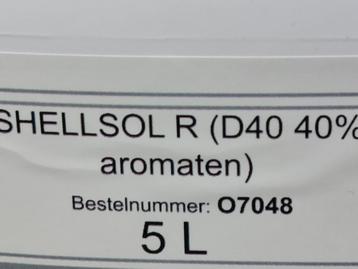 SHELLSOL R (D40 40%
aromaten)
Bestelnummer: O7048
5 L